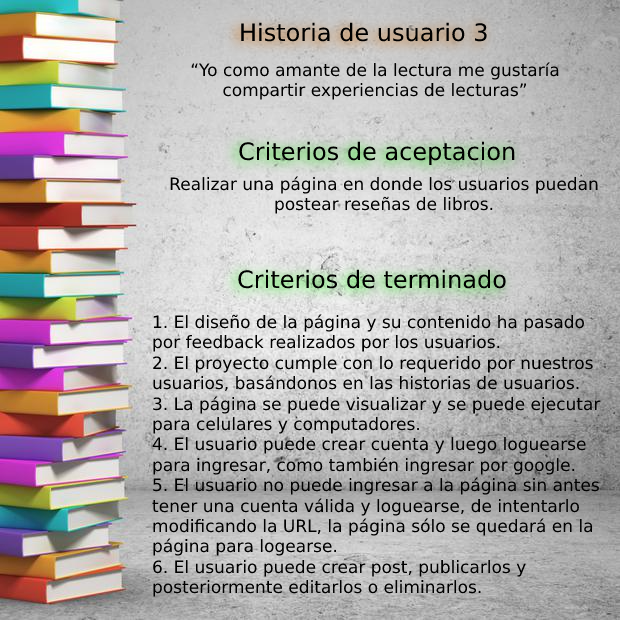 Historia de usuario 3
“Yo como amante de la lectura me gustaría
compartir experiencias de lecturas”
Criterios de aceptacion
Realizar una página en donde los usuarios puedan
postear reseñas de libros.
Criterios de terminado
1. El diseño de la página y su contenido ha pasado
por feedback realizados por los usuarios.
2. El proyecto cumple con lo requerido por nuestros
usuarios, basándonos en las historias de usuarios.
3. La página se puede visualizar y se puede ejecutar
para celulares y computadores.
4. El usuario puede crear cuenta y luego loguearse
para ingresar, como también ingresar por google.
5. El usuario no puede ingresar a la página sin antes
tener una cuenta válida y loguearse, de intentarlo
modificando la URL, la página sólo se quedará en la
página para logearse.
6. El usuario puede crear post, publicarlos y
posteriormente editarlos o eliminarlos.